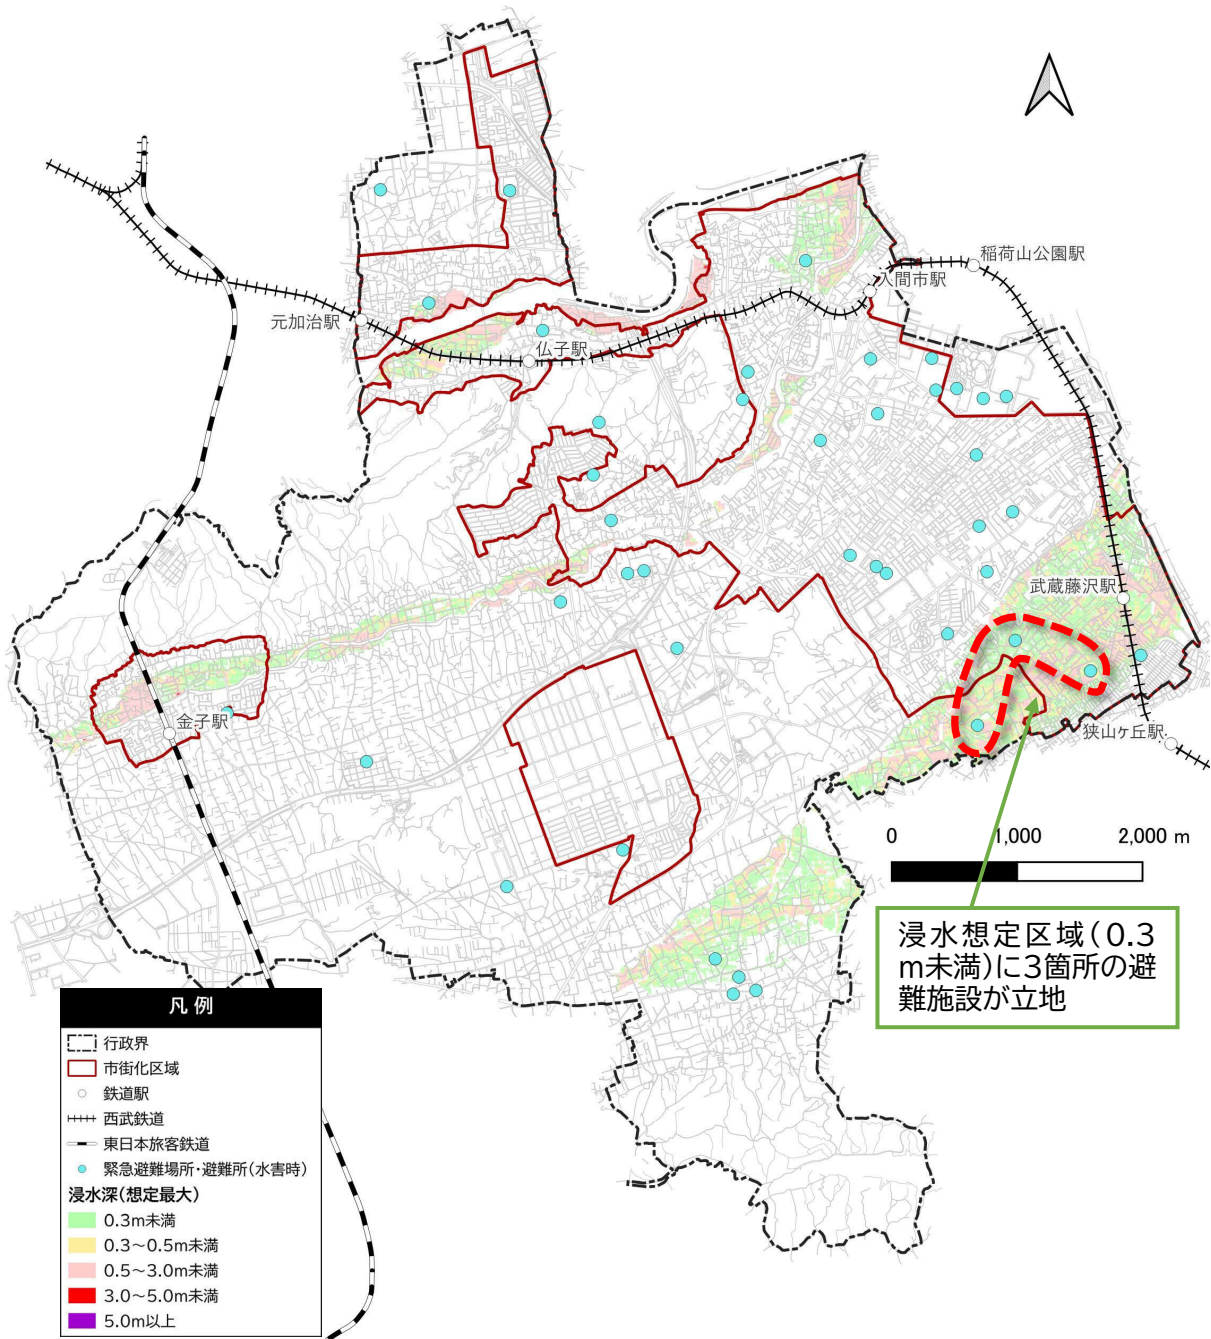 稲荷山公園駅
入間市駅
元加治駅
仏子駅
武蔵藤沢駅
金子駅
狭山ヶ丘駅
0 1,000 2,000 m
浸水想定区域(0.3
m未満)に3箇所の避
難施設が立地
凡例
行政界
市街化区域
鉄道駅
西武鉄道
東日本旅客鉄道
緊急避難場所・避難所(水害時)
浸水深(想定最大)
0.3m未満
0.3～0.5m未満
0.5～3.0m未満
3.0～5.0m未満
5.0m以上